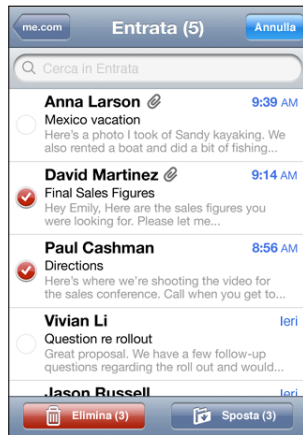 me.com
Entrata (5)
Annulla
Cerca in Entrata
Anna Larson
9:39 AM
Mexico vacation
Here's a photo I took of Sandy kayaking. We
also rented a boat and did a bit of fishing...
David Martinez
9:14 AM
Final Sales Figures
Hey Emily, Here are the sales figures you
were looking for. Please let me...
Paul Cashman
8:56 AM
Directions
Here's where we're shooting the video for
the sales conference. Call when you get to...
Vivian Li
Ieri
Question re rollout
Great proposal. We have a few follow-up
questions regarding the roll out and would...
Jason Russell
Ieri
Elimina (3)
Sposta (3)